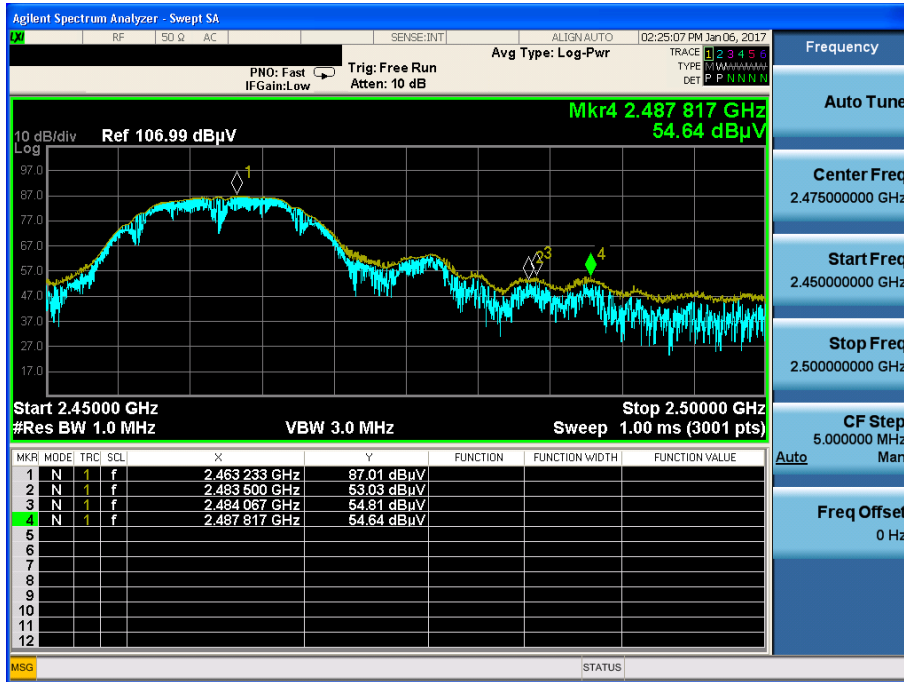 Agilent Spectrum Analyzer - Swept SA
LXI RF 50 Ω AC SENSE:INT ALIGN AUTO 02:25:07 PM Jan 06, 2017
PNO: Fast Trig: Free Run Avg Type: Log-Pwr TRACE 1 2 3 4 5 6
IFGain:Low Atten: 10 dB TYPE M W W W W W
DET P P N N N N
Mkr4 2.487 817 GHz
54.64 dBµV
10 dB/div Ref 106.99 dBµV
Log
97.0
87.0
77.0
67.0
57.0
47.0
37.0
27.0
17.0
1
2
3
4
Start 2.45000 GHz Stop 2.50000 GHz
#Res BW 1.0 MHz VBW 3.0 MHz Sweep 1.00 ms (3001 pts)
MKR MODE TRC SCL X Y FUNCTION FUNCTION WIDTH FUNCTION VALUE
1 N 1 f 2.463 233 GHz 87.01 dBµV
2 N 1 f 2.483 500 GHz 53.03 dBµV
3 N 1 f 2.484 067 GHz 54.81 dBµV
4 N 1 f 2.487 817 GHz 54.64 dBµV
5
6
7
8
9
10
11
12
MSG STATUS
Frequency
Auto Tune
Center Freq
2.475000000 GHz
Start Freq
2.450000000 GHz
Stop Freq
2.500000000 GHz
CF Step
5.000000 MHz
Auto Man
Freq Offset
0 Hz